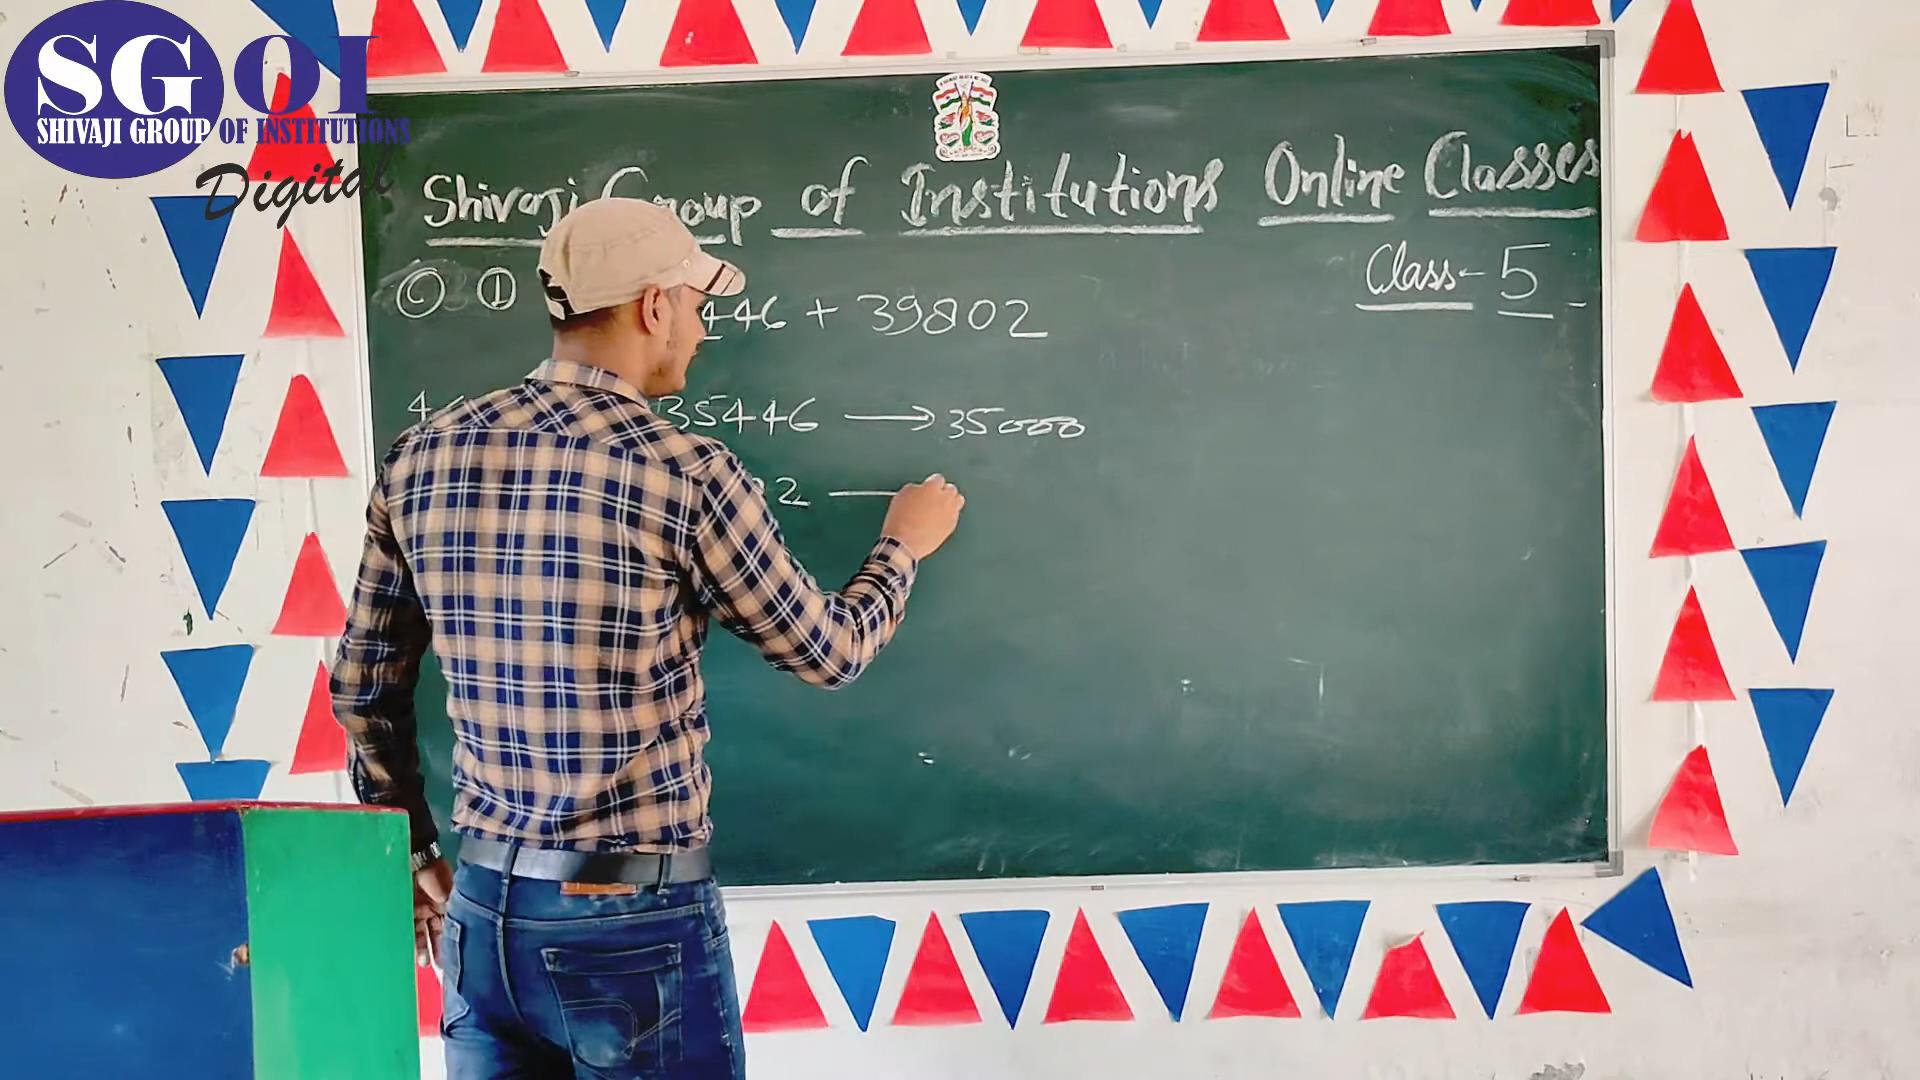 SGOI
SHIVAJI GROUP OF INSTITUTIONS
Digital
Shivaji Group of Institutions Online Classes
Class - 5
① 446 + 39802
35446 → 35000
2 —